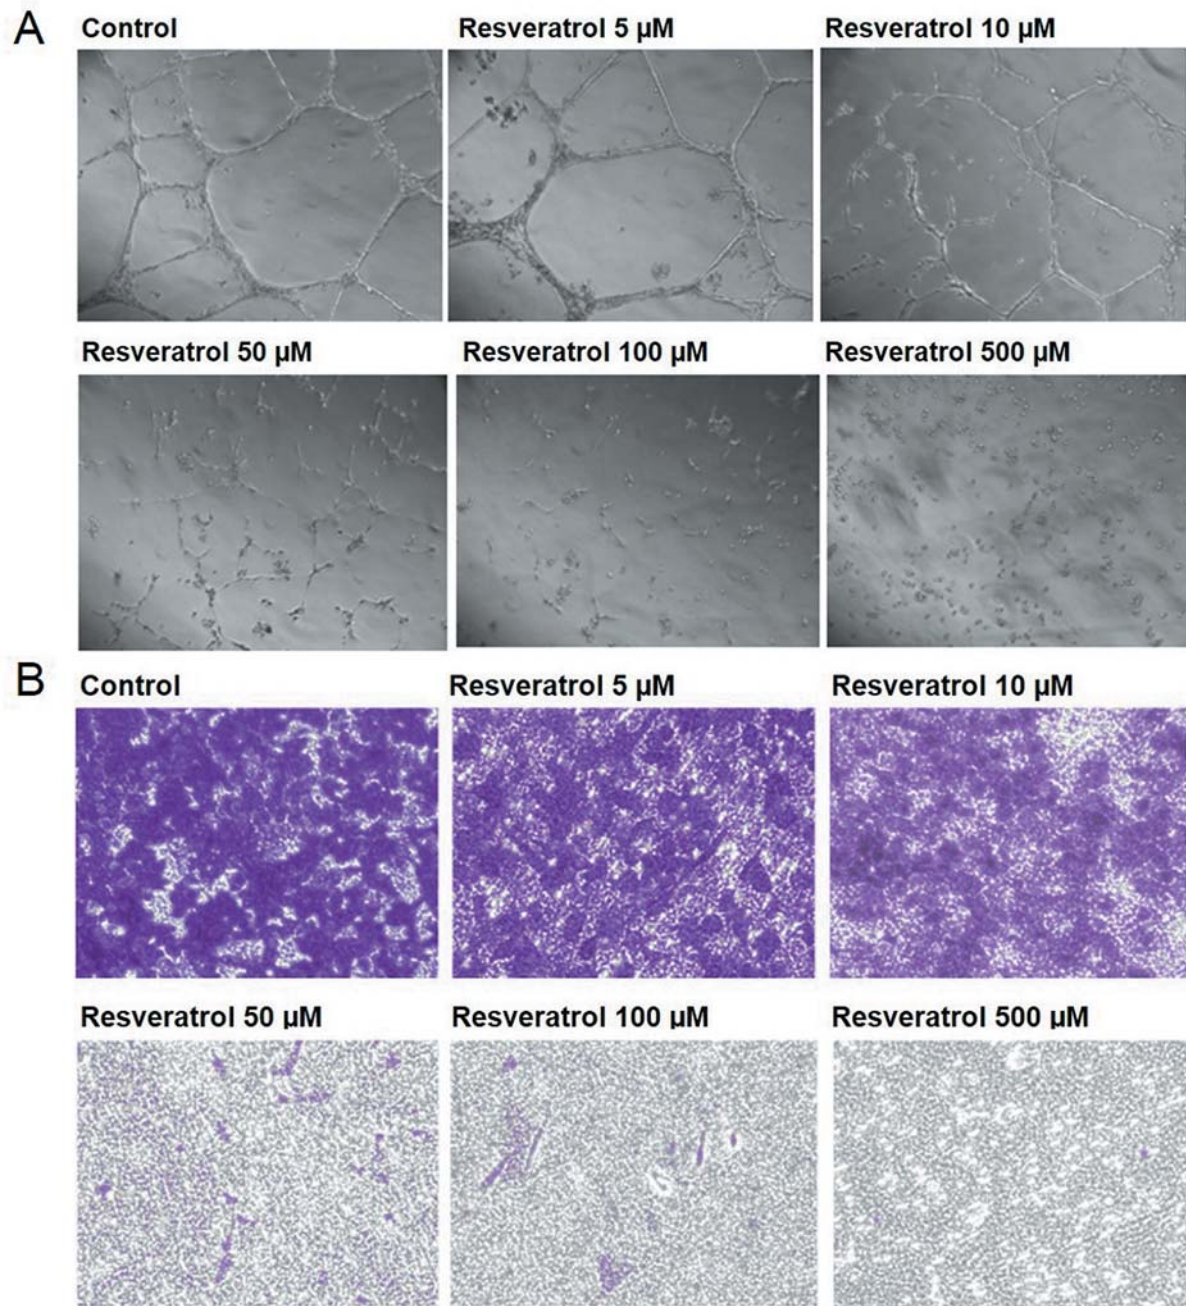 A
Control Resveratrol 5 µM Resveratrol 10 µM
Resveratrol 50 µM Resveratrol 100 µM Resveratrol 500 µM
B
Control Resveratrol 5 µM Resveratrol 10 µM
Resveratrol 50 µM Resveratrol 100 µM Resveratrol 500 µM